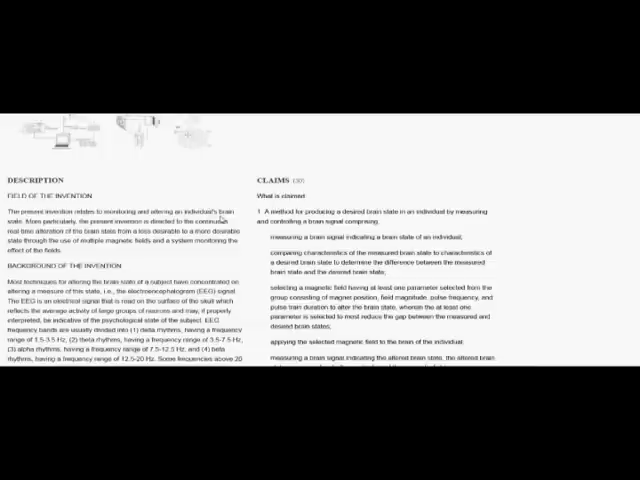 DESCRIPTION
FIELD OF THE INVENTION
The present invention relates to monitoring and altering an individual's brain
state. More particularly, the present invention is directed to the continuous
real time alteration of the brain state from a less desirable to a more desirable
state through the use of multiple magnetic fields and a system monitoring the
effect of the fields.
BACKGROUND OF THE INVENTION
Most techniques for altering the brain state of a subject have concentrated on
altering a measure of this state, i.e., the electroencephalogram (EEG) signal
The EEG is an electrical signal that is read on the surface of the skull which
reflects the average activity of large groups of neurons and may, if properly
interpreted, be indicative of the psychological state of the subject. EEG
frequency bands are usually divided into (1) delta rhythms, having a frequency
range of 1.5-3.5 Hz, (2) theta rhythms, having a frequency range of 3.5-7.5 Hz,
(3) alpha rhythms, having a frequency range of 7.5-12.5 Hz, and (4) beta
rhythms, having a frequency range of 12.5-20 Hz. Some frequencies above 20
CLAIMS (30)
What is claimed
1. A method for producing a desired brain state in an individual by measuring
and controlling a brain signal comprising,
measuring a brain signal indicating a brain state of an individual;
comparing characteristics of the measured brain state to characteristics of
a desired brain state to determine the difference between the measured
brain state and the desired brain state;
selecting a magnetic field having at least one parameter selected from the
group consisting of magnet position, field magnitude, pulse frequency, and
pulse train duration to alter the brain state, wherein the at least one
parameter is selected to most reduce the gap between the measured and
desired brain states;
applying the selected magnetic field to the brain of the individual;
measuring a brain signal indicating the altered brain state, the altered brain